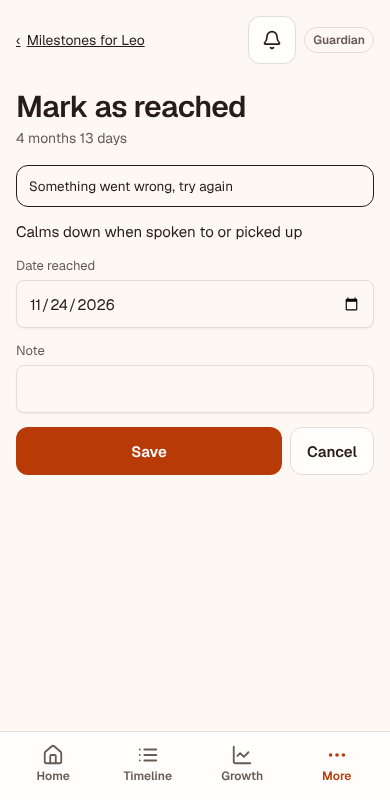 ‹ Milestones for Leo
Guardian
Mark as reached
4 months 13 days
Something went wrong, try again
Calms down when spoken to or picked up
Date reached
11/24/2026
Note
Save
Cancel
Home
Timeline
Growth
More